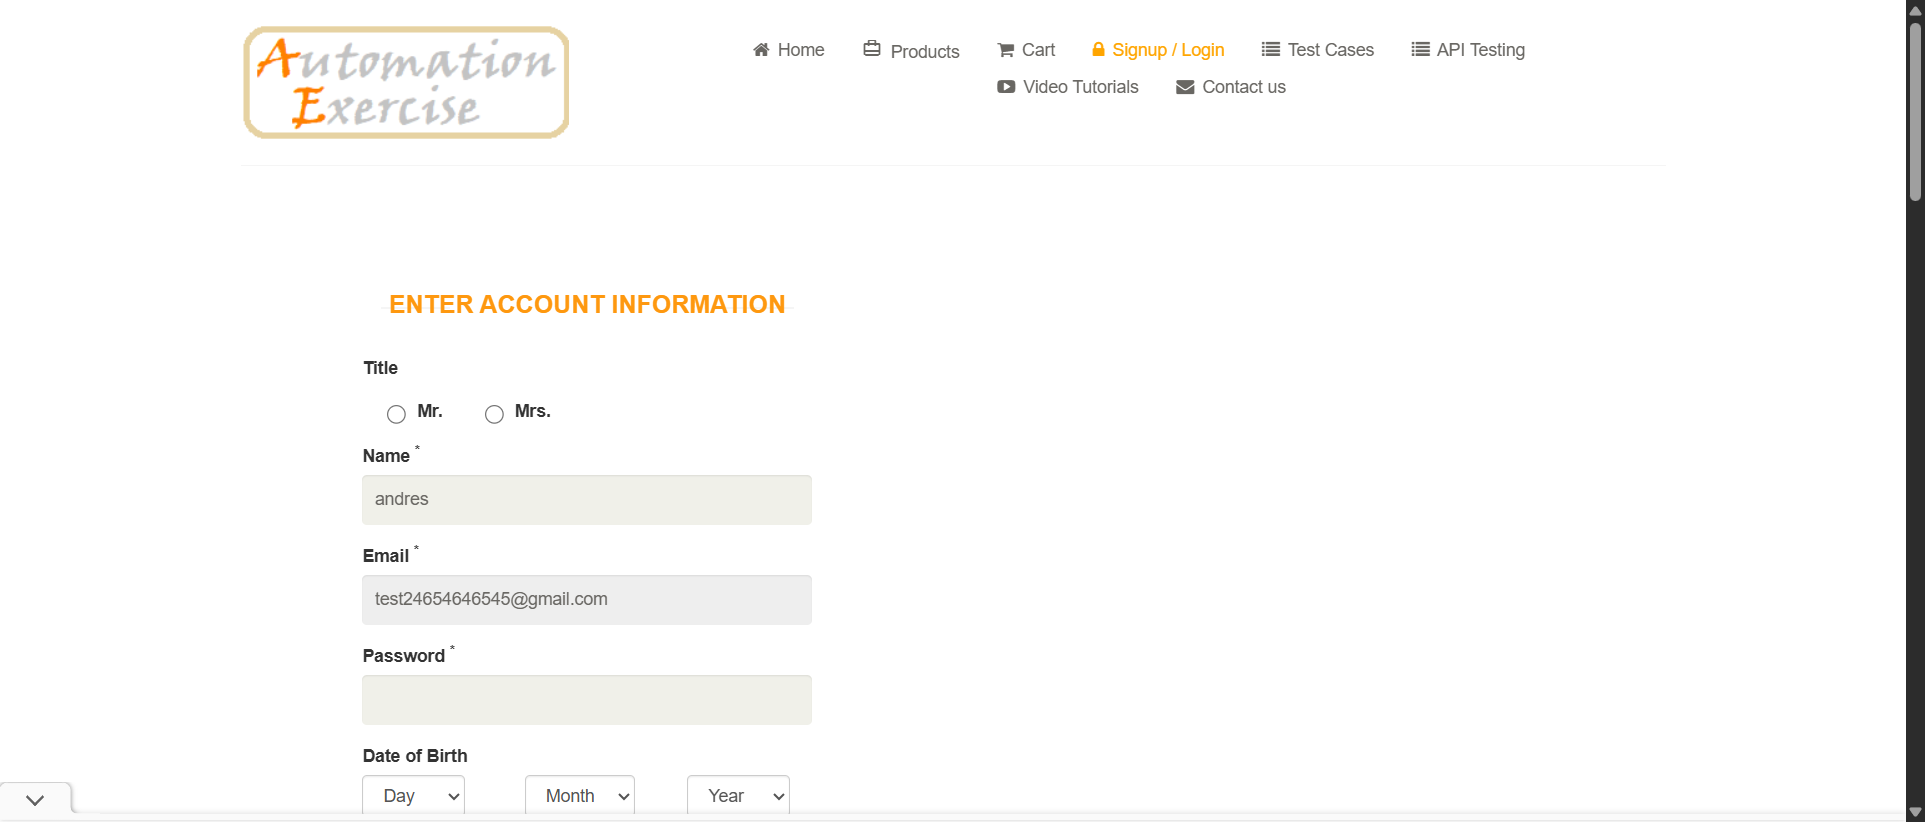 Automation
Exercise
Home Products Cart Signup / Login Test Cases API Testing
Video Tutorials Contact us
ENTER ACCOUNT INFORMATION
Title
Mr. Mrs.
Name *
andres
Email *
test24654646545@gmail.com
Password *
Date of Birth
Day Month Year